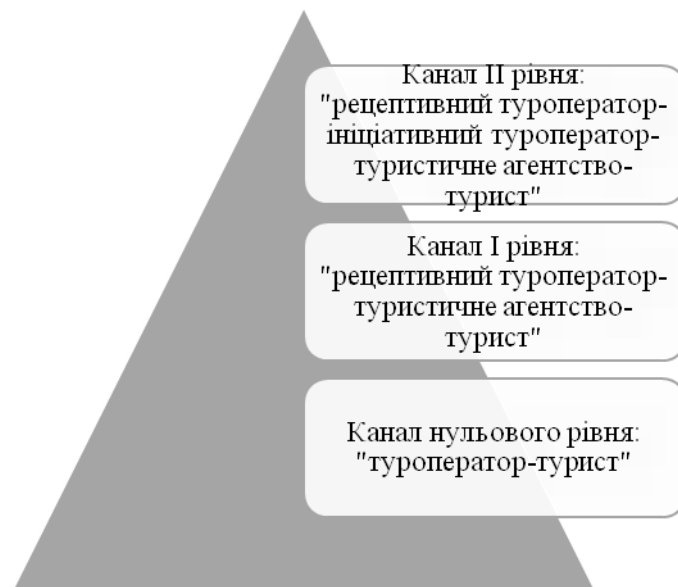 Канал II рівня:
"рецептивний туроператор-
ініціативний туроператор-
туристичне агентство-
турист"
Канал I рівня:
"рецептивний туроператор-
туристичне агентство-
турист"
Канал нульового рівня:
"туроператор-турист"